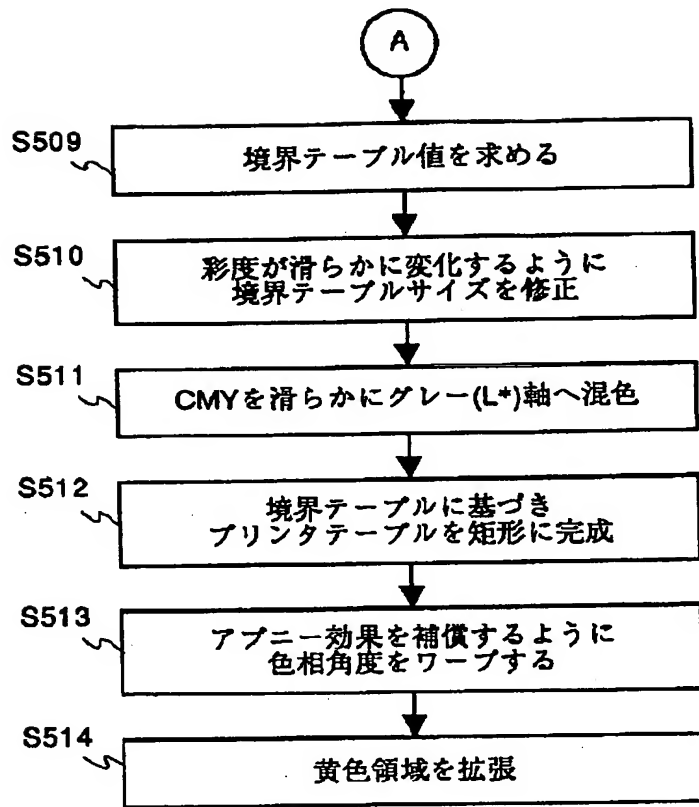 A
S509
境界テーブル値を求める
S510
彩度が滑らかに変化するように
境界テーブルサイズを修正
S511
CMYを滑らかにグレー(L*)軸へ混色
S512
境界テーブルに基づき
プリンタテーブルを矩形に完成
S513
アブニー効果を補償するように
色相角度をワープする
S514
黄色領域を拡張